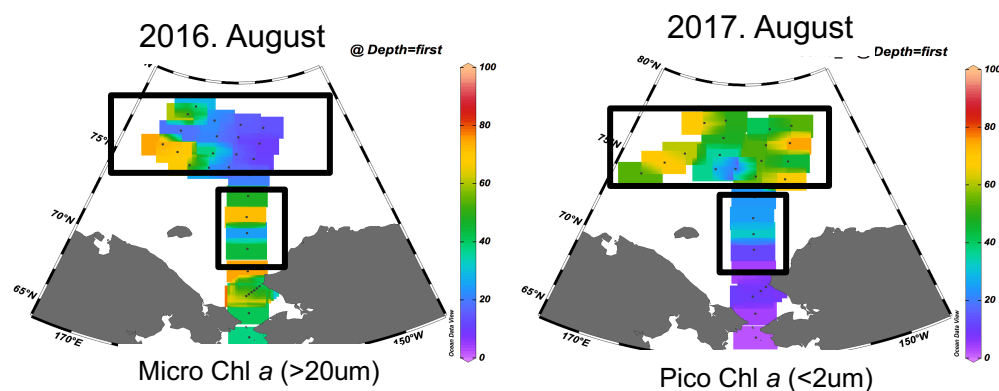 2016. August
@ Depth=first
N
75°N
70°N
65°N
170°E
150°W
100
80
60
40
20
0
Ocean Data View
Micro Chl a (>20um)
2017. August
@ Depth=first
80°N
75°N
70°N
65°N
170°E
150°W
100
80
60
40
20
0
Ocean Data View
Pico Chl a (<2um)